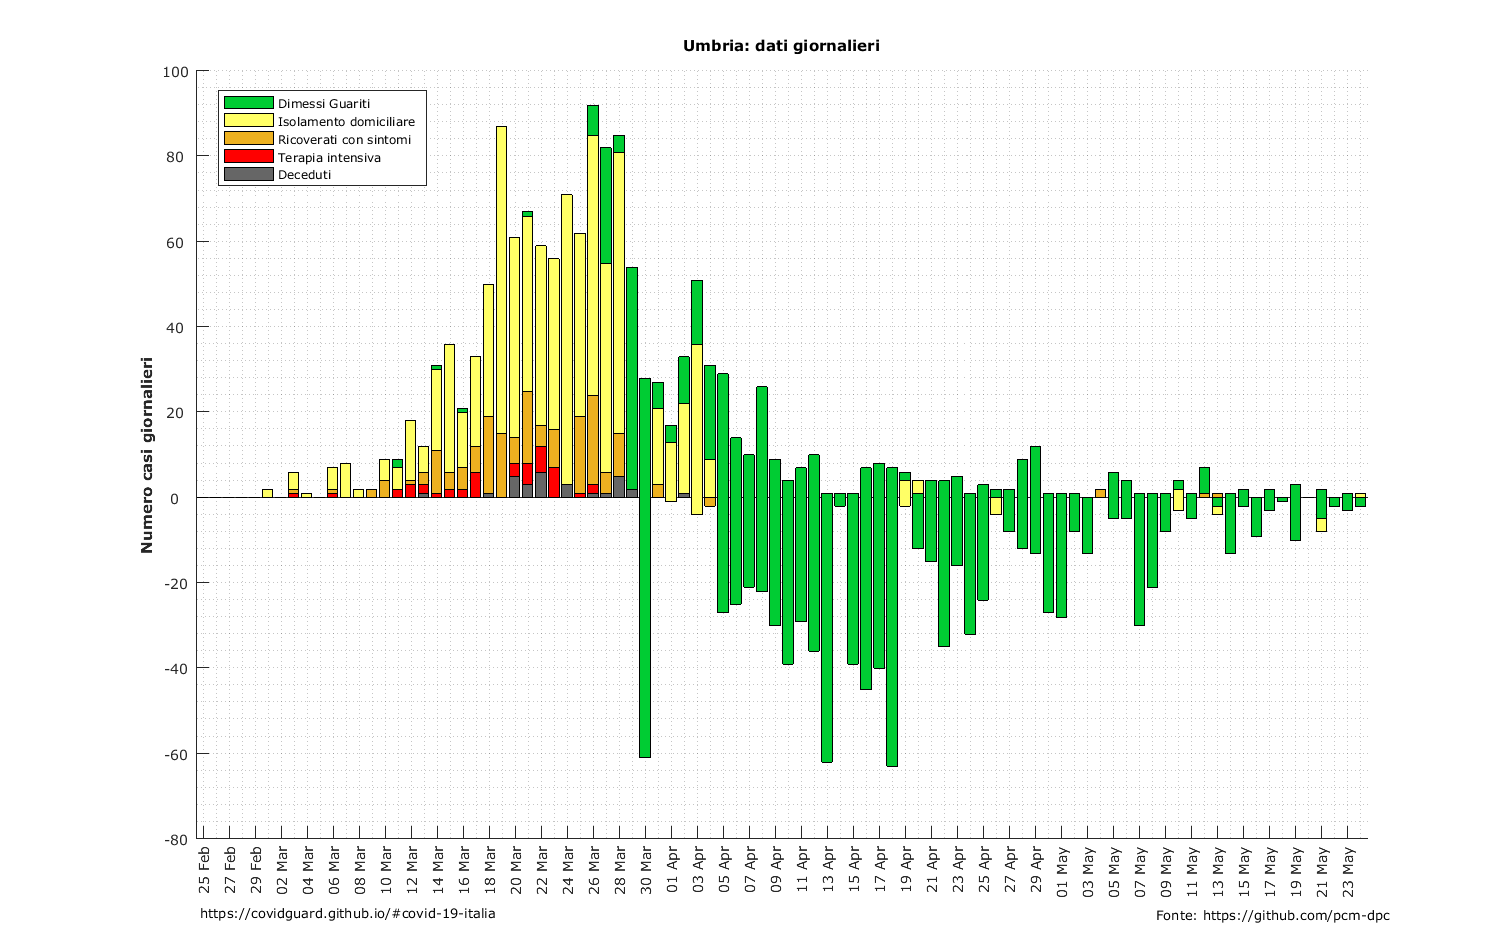 Umbria: dati giornalieri
Dimessi Guariti
Isolamento domiciliare
Ricoverati con sintomi
Terapia intensiva
Deceduti
Numero casi giornalieri
100
80
60
40
20
0
-20
-40
-60
-80
25 Feb
27 Feb
29 Feb
02 Mar
04 Mar
06 Mar
08 Mar
10 Mar
12 Mar
14 Mar
16 Mar
18 Mar
20 Mar
22 Mar
24 Mar
26 Mar
28 Mar
30 Mar
01 Apr
03 Apr
05 Apr
07 Apr
09 Apr
11 Apr
13 Apr
15 Apr
17 Apr
19 Apr
21 Apr
23 Apr
25 Apr
27 Apr
29 Apr
01 May
03 May
05 May
07 May
09 May
11 May
13 May
15 May
17 May
19 May
21 May
23 May
https://covidguard.github.io/#covid-19-italia
Fonte: https://github.com/pcm-dpc